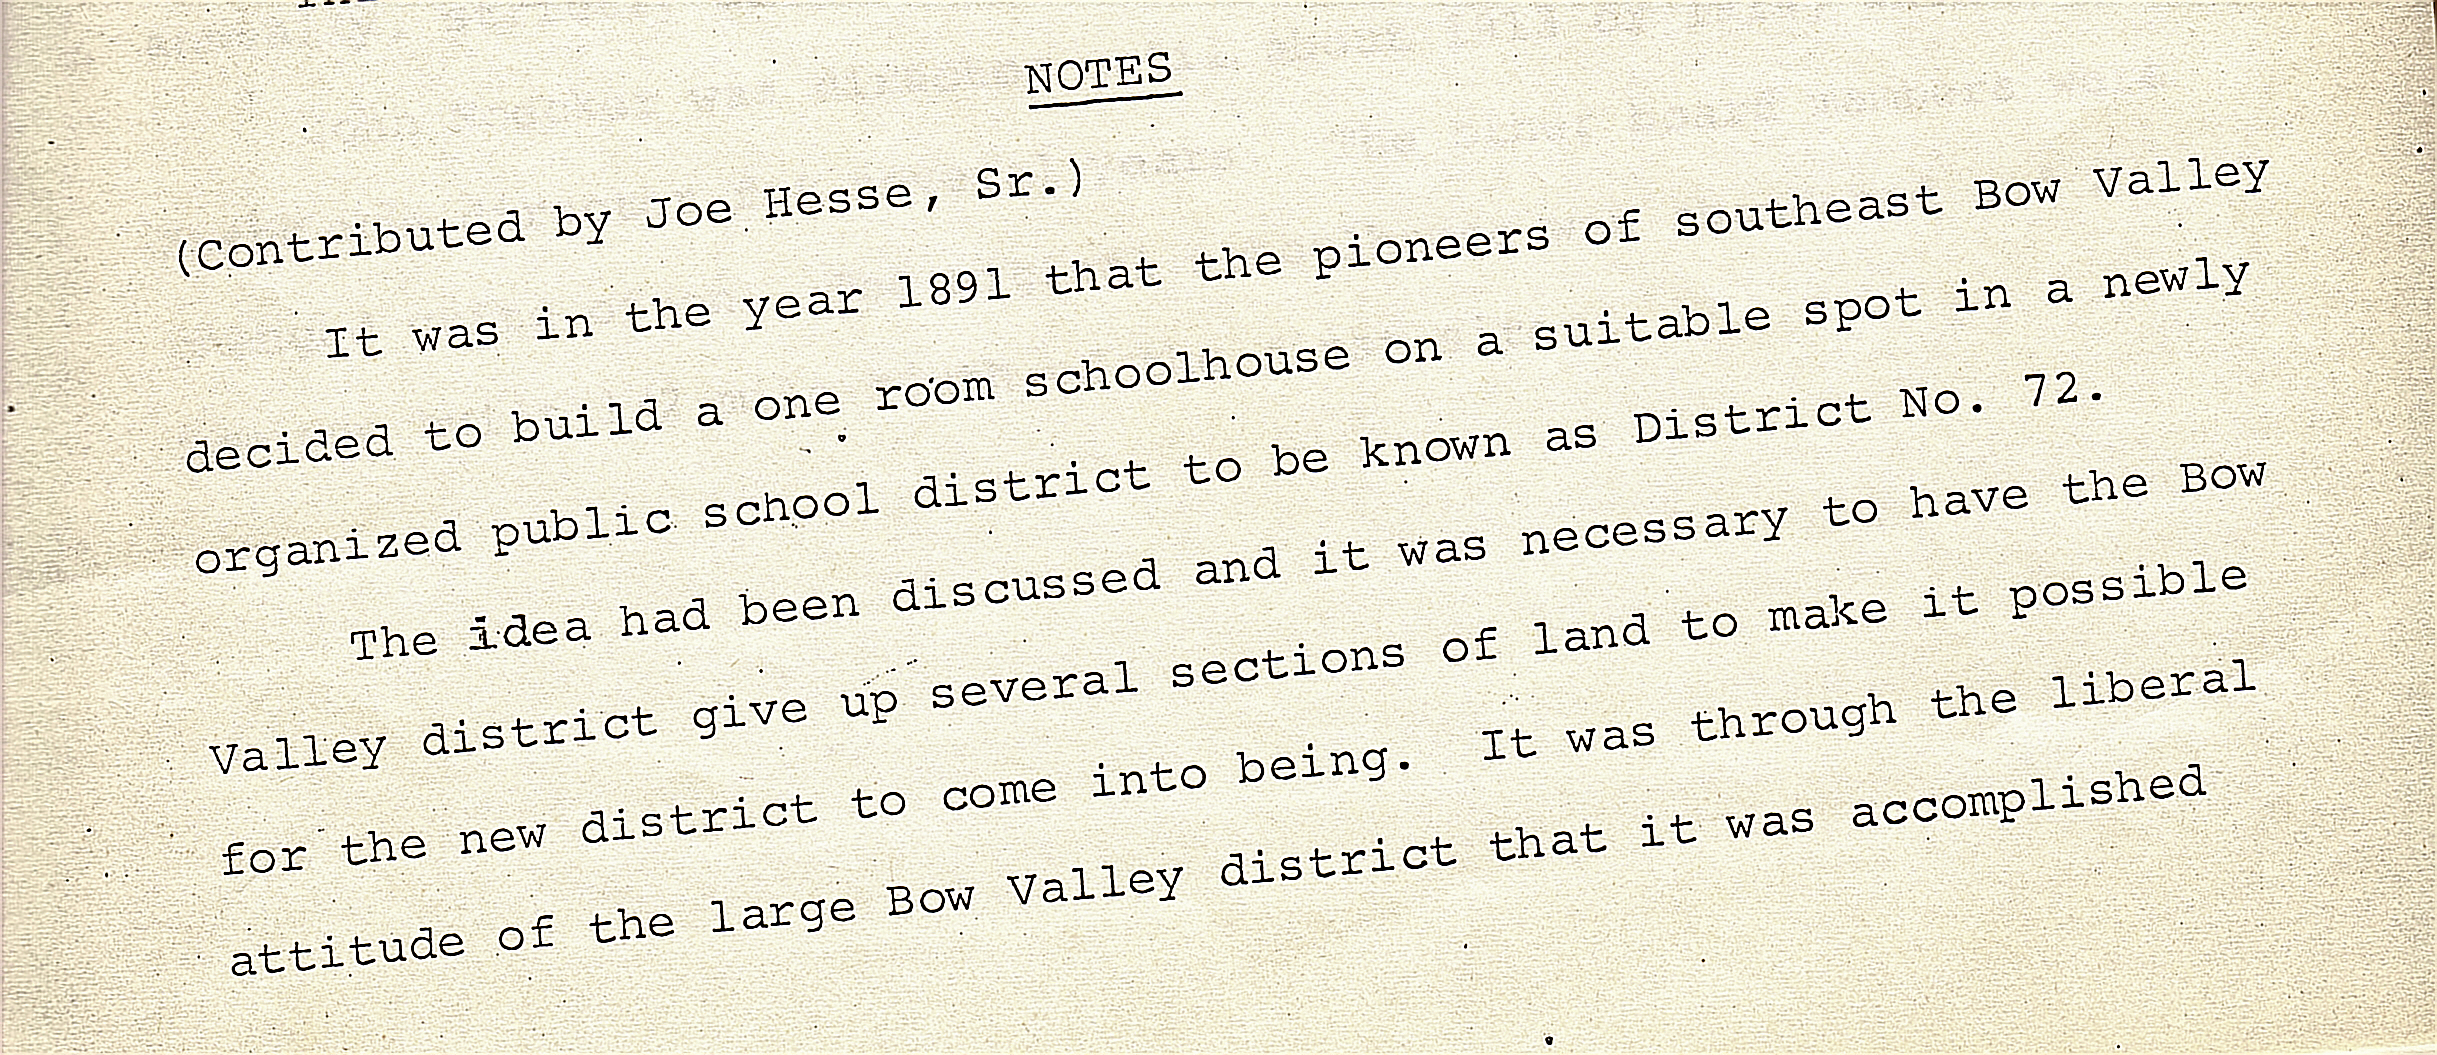 NOTES
(Contributed by Joe Hesse, Sr.)
It was in the year 1891 that the pioneers of southeast Bow Valley
decided to build a one room schoolhouse on a suitable spot in a newly
organized public school district to be known as District No. 72.
The idea had been discussed and it was necessary to have the Bow
Valley district give up several sections of land to make it possible
for the new district to come into being. It was through the liberal
attitude of the large Bow Valley district that it was accomplished